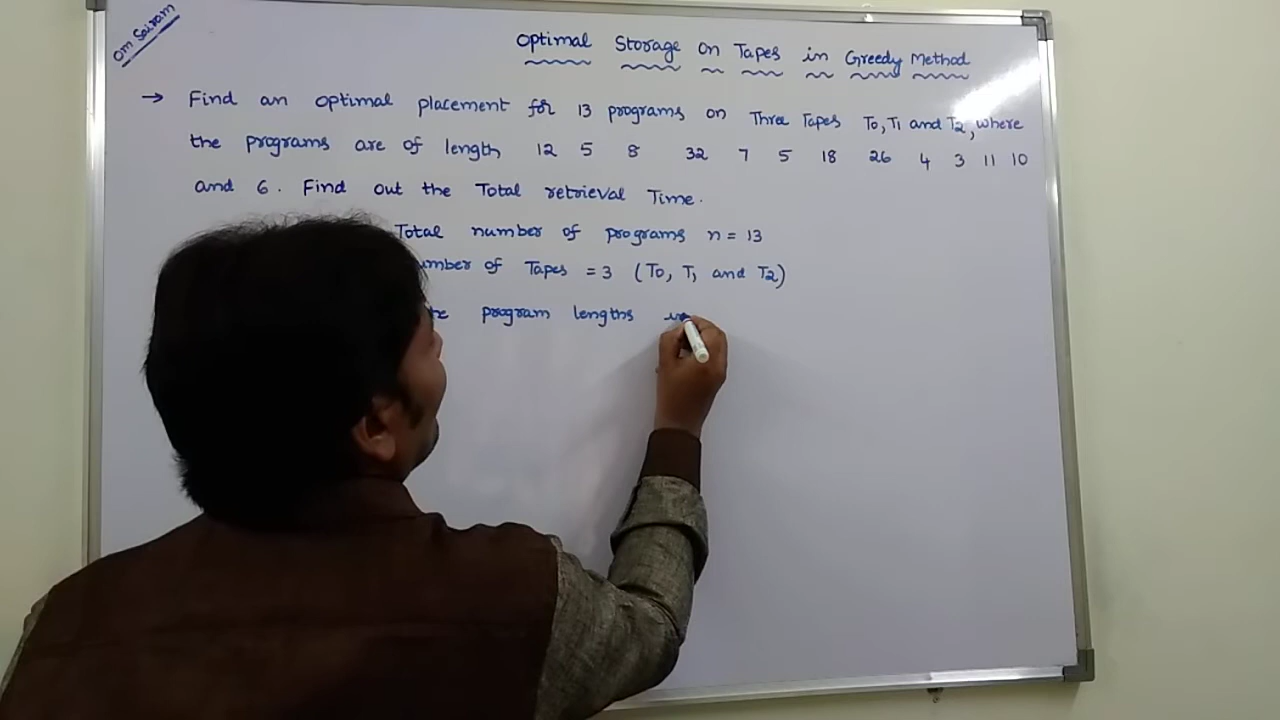 Om Sairam
Optimal Storage on Tapes in Greedy Method
→ Find an optimal placement for 13 programs on Three Tapes T0, T1 and T2, where
the programs are of length 12 5 8 32 7 5 18 26 4 3 11 10
and 6. Find out the Total retrieval Time.
Total number of programs n = 13
of Tapes = 3 (T0, T1 and T2)
program lengths in